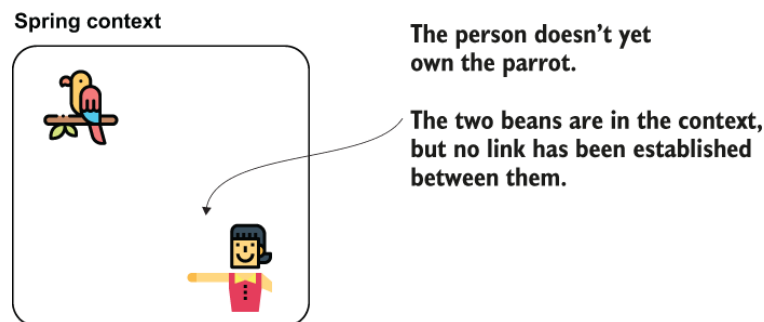 Spring context
The person doesn’t yet
own the parrot.
The two beans are in the context,
but no link has been established
between them.